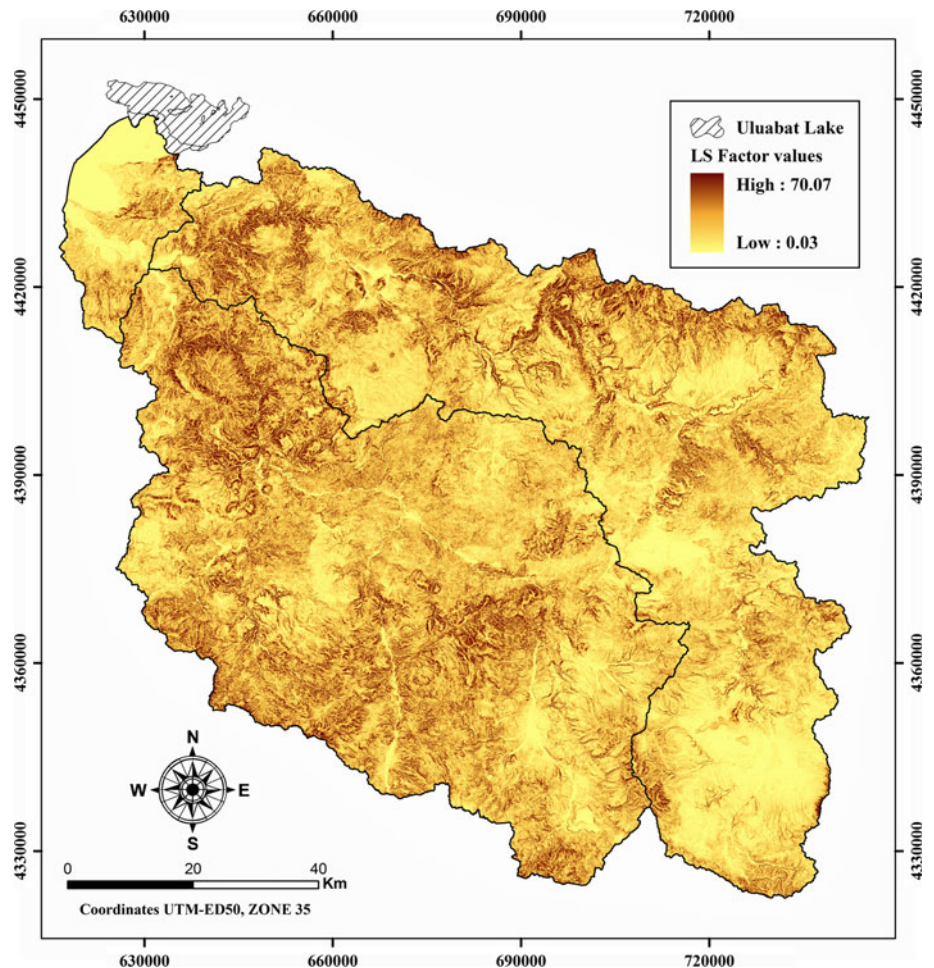 630000 660000 690000 720000
4450000 4450000
Uluabat Lake
LS Factor values
High : 70.07
Low : 0.03
4420000 4420000
4390000 4390000
4360000 4360000
N
W E
S
4330000 4330000
0 20 40
Km
Coordinates UTM-ED50, ZONE 35
630000 660000 690000 720000